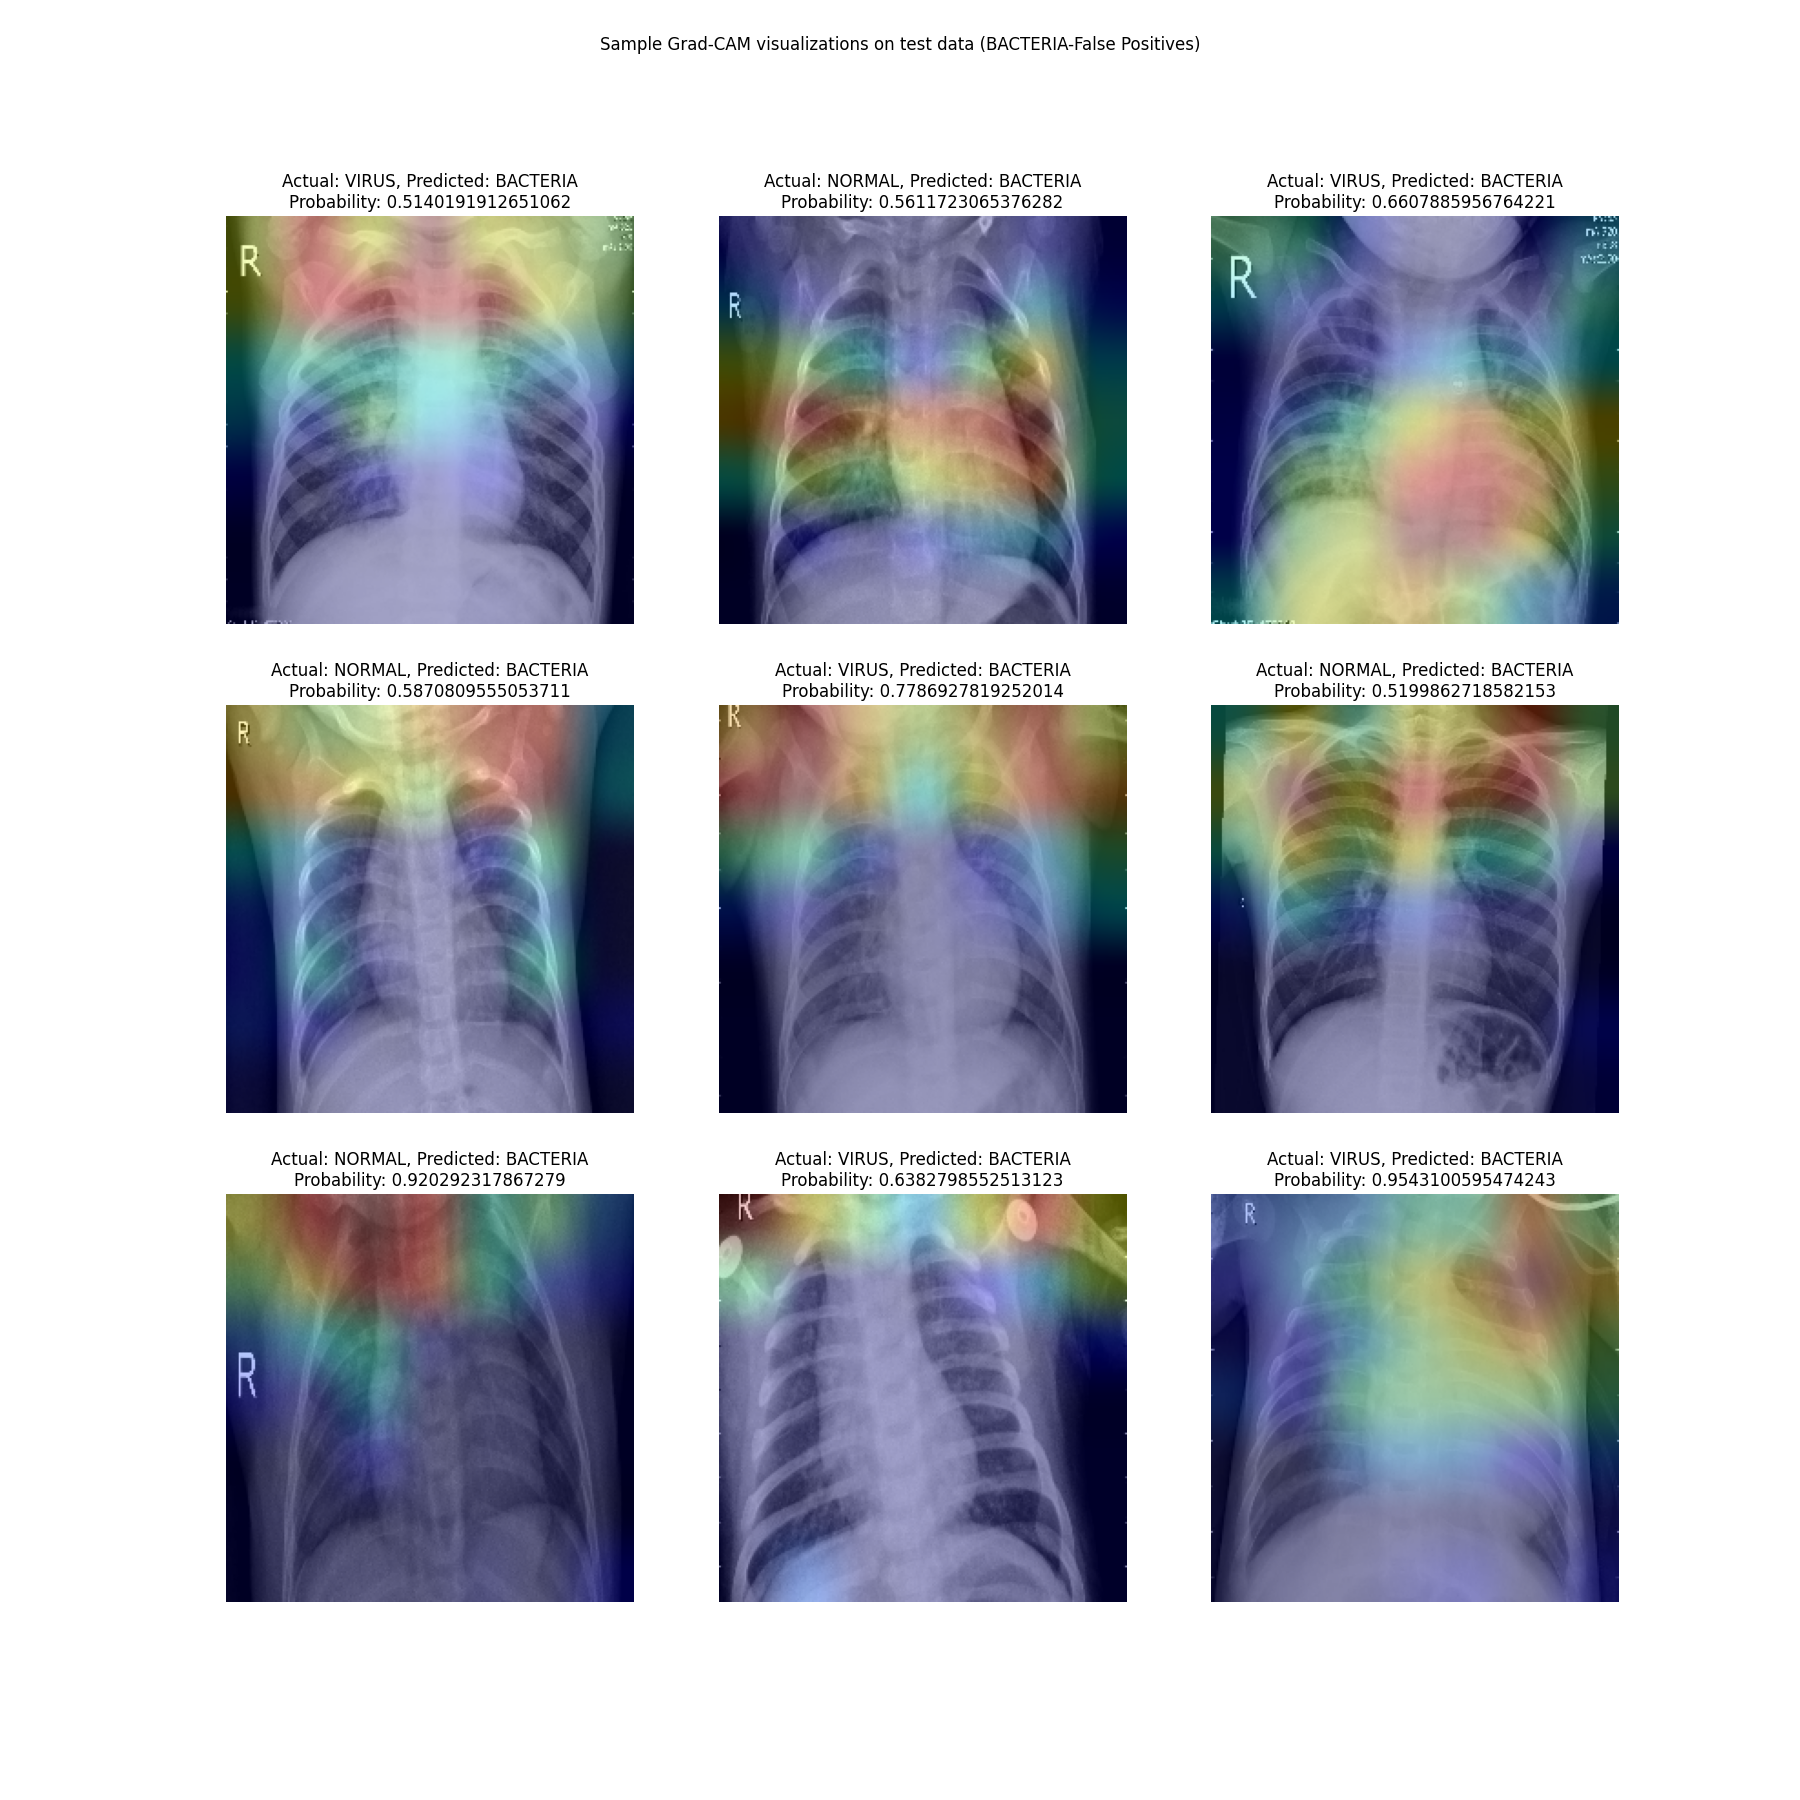 Sample Grad-CAM visualizations on test data (BACTERIA-False Positives)
Actual: VIRUS, Predicted: BACTERIA
Probability: 0.5140191912651062
R
Actual: NORMAL, Predicted: BACTERIA
Probability: 0.5611723065376282
R
Actual: VIRUS, Predicted: BACTERIA
Probability: 0.6607885956764221
R
Actual: NORMAL, Predicted: BACTERIA
Probability: 0.5870809555053711
R
Actual: VIRUS, Predicted: BACTERIA
Probability: 0.7786927819252014
R
Actual: NORMAL, Predicted: BACTERIA
Probability: 0.5199862718582153
Actual: NORMAL, Predicted: BACTERIA
Probability: 0.920292317867279
R
Actual: VIRUS, Predicted: BACTERIA
Probability: 0.6382798552513123
R
Actual: VIRUS, Predicted: BACTERIA
Probability: 0.9543100595474243
R